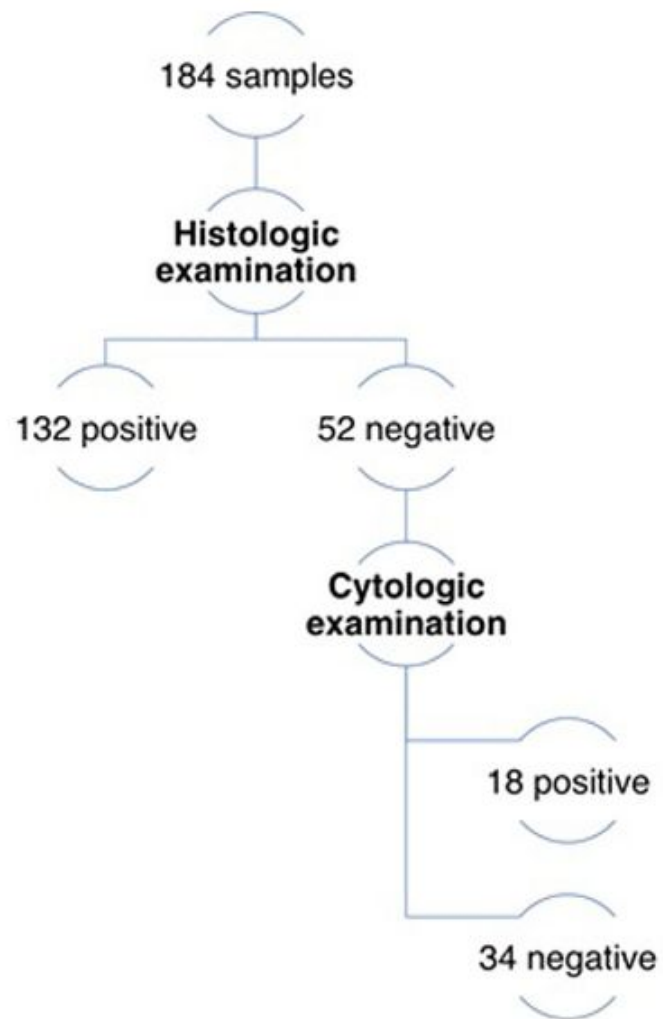 184 samples
Histologic
examination
132 positive
52 negative
Cytologic
examination
18 positive
34 negative